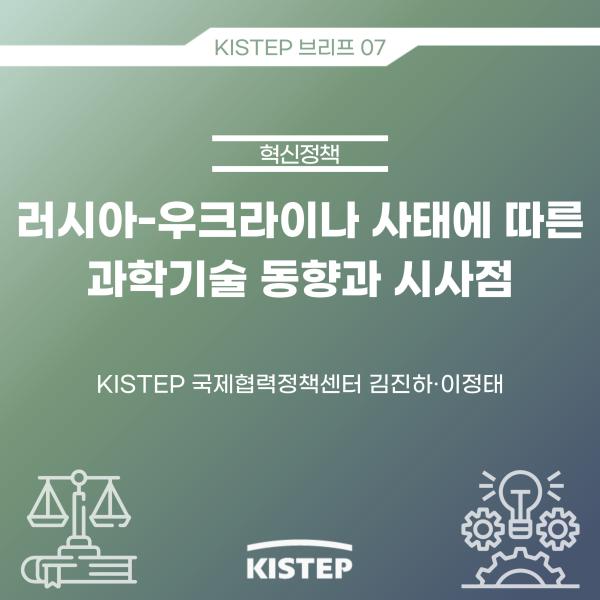 KISTEP 브리프 07
혁신정책
러시아-우크라이나 사태에 따른
과학기술 동향과 시사점
KISTEP 국제협력정책센터 김진하·이정태
KISTEP